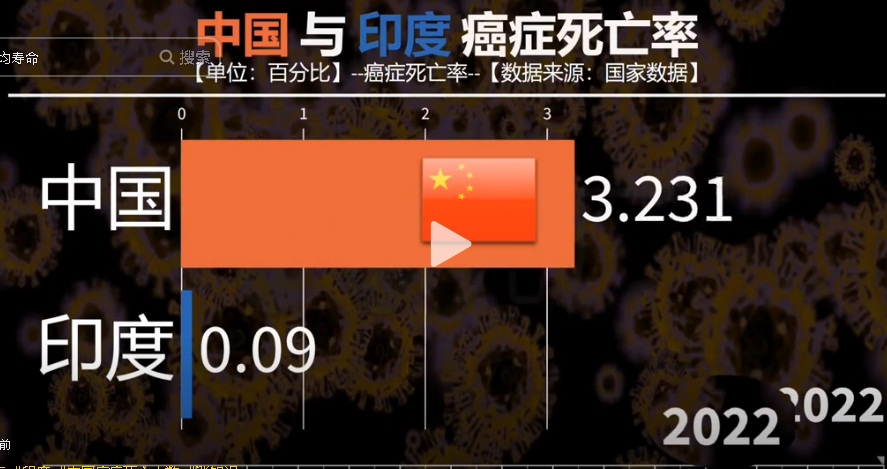 中国 与 印度 癌症死亡率
均寿命
搜索
【单位：百分比】--癌症死亡率--【数据来源：国家数据】
0 1 2 3
中国 3.231
印度 0.09
2022
2022
前